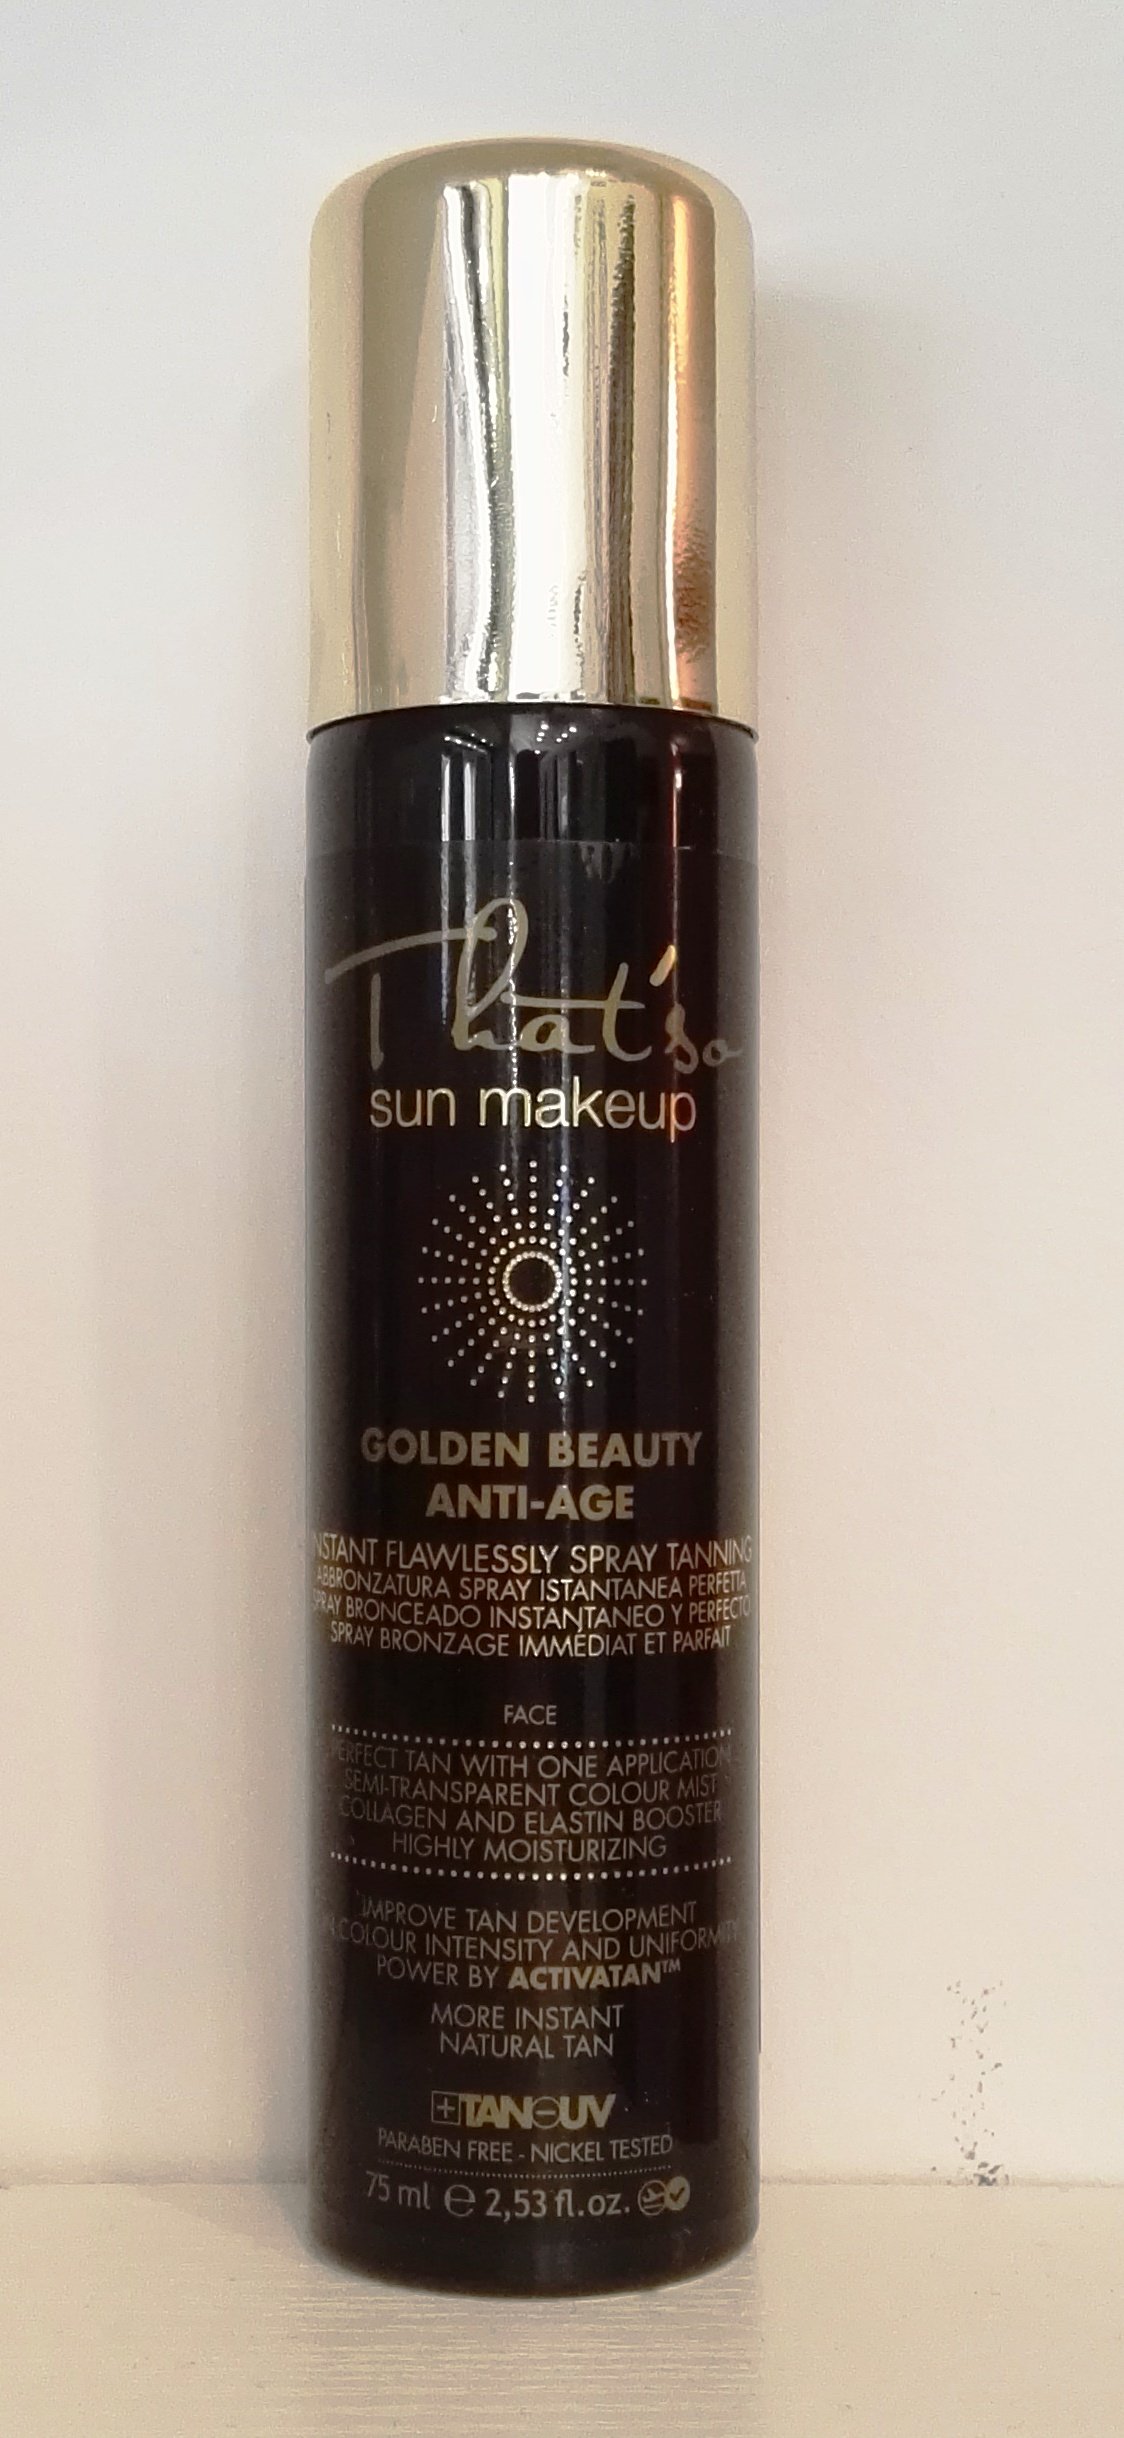 That'so
sun makeup
GOLDEN BEAUTY
ANTI-AGE
INSTANT FLAWLESSLY SPRAY TANNING
ABBRONZATURA SPRAY ISTANTANEA PERFETTA
SPRAY BRONCEADO INSTANTANEO Y PERFECTO
SPRAY BRONZAGE IMMÉDIAT ET PARFAIT
FACE
PERFECT TAN WITH ONE APPLICATION
SEMI-TRANSPARENT COLOUR MIST
COLLAGEN AND ELASTIN BOOSTER
HIGHLY MOISTURIZING
IMPROVE TAN DEVELOPMENT
COLOUR INTENSITY AND UNIFORMITY
POWER BY ACTIVATAN™
MORE INSTANT
NATURAL TAN
+TAN-UV
PARABEN FREE - NICKEL TESTED
75 ml e 2,53 fl.oz.